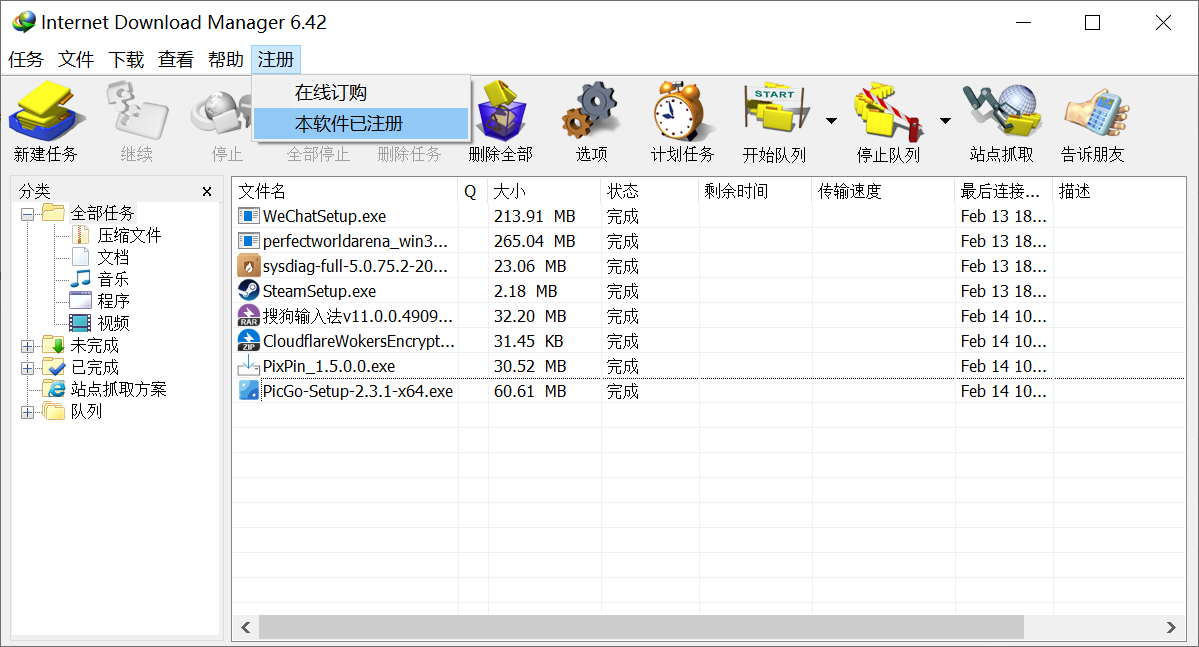 Internet Download Manager 6.42
任务 文件 下载 查看 帮助 注册
在线订购
本软件已注册
新建任务 继续 停止 全部停止 删除任务 删除全部 选项 计划任务 START 开始队列 停止队列 站点抓取 告诉朋友
分类
全部任务
压缩文件
文档
音乐
程序
视频
未完成
已完成
站点抓取方案
队列
文件名 Q 大小 状态 剩余时间 传输速度 最后连接... 描述
WeChatSetup.exe 213.91 MB 完成 Feb 13 18...
perfectworldarena_win3... 265.04 MB 完成 Feb 13 18...
sysdiag-full-5.0.75.2-20... 23.06 MB 完成 Feb 13 18...
SteamSetup.exe 2.18 MB 完成 Feb 13 18...
RAR 搜狗输入法v11.0.0.4909... 32.20 MB 完成 Feb 14 10...
ZIP CloudflareWokersEncrypt... 31.45 KB 完成 Feb 14 10...
PixPin_1.5.0.0.exe 30.52 MB 完成 Feb 14 10...
PicGo-Setup-2.3.1-x64.exe 60.61 MB 完成 Feb 14 10...